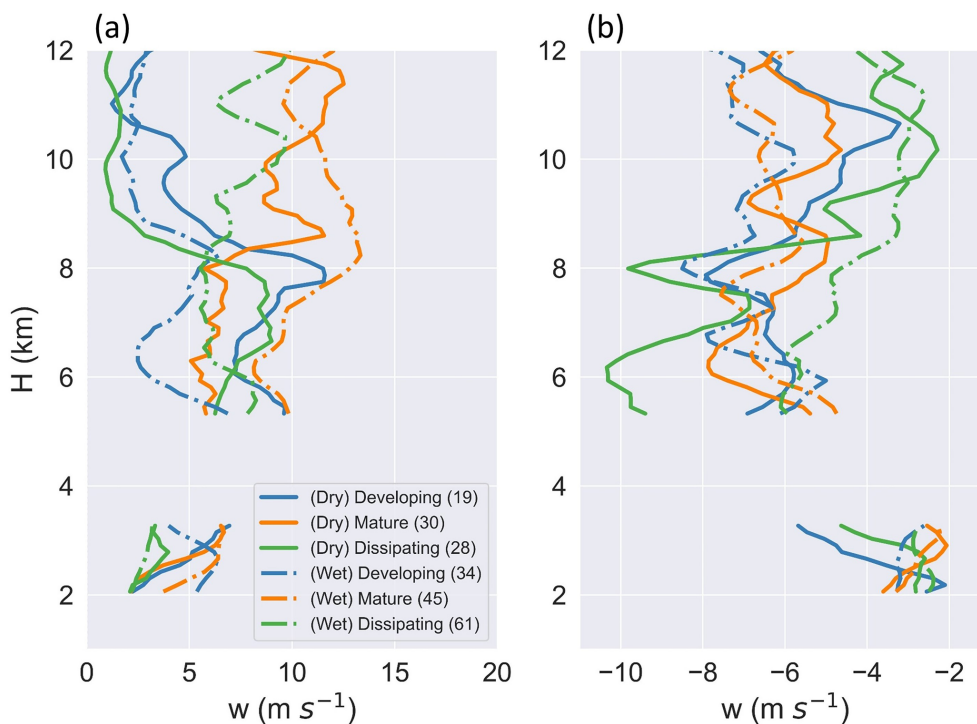 (a)
(b)
12
10
8
6
4
2
H (km)
(Dry) Developing (19)
(Dry) Mature (30)
(Dry) Dissipating (28)
(Wet) Developing (34)
(Wet) Mature (45)
(Wet) Dissipating (61)
0 5 10 15 20
w (m s⁻¹)
12
10
8
6
4
2
−10 −8 −6 −4 −2
w (m s⁻¹)